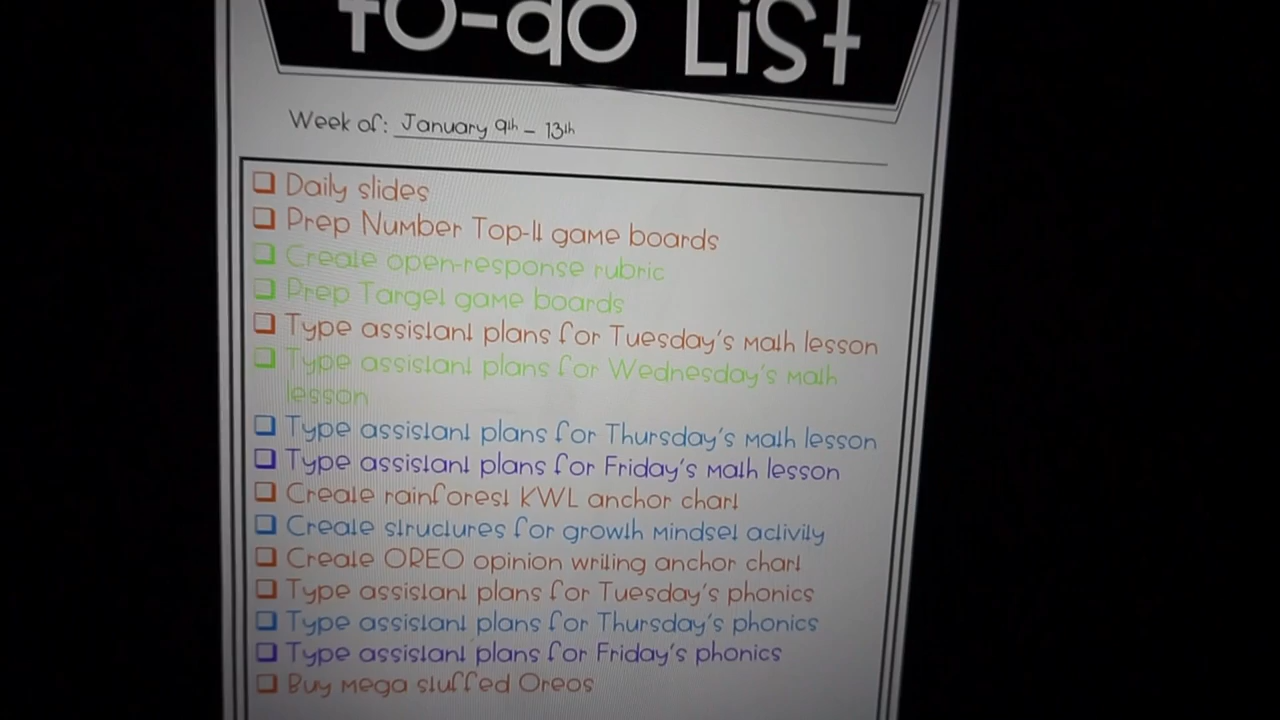 To-do List
Week of: January 9th - 13th
Daily slides
Prep Number Top-It game boards
Create open-response rubric
Prep Target game boards
Type assistant plans for Tuesday's math lesson
Type assistant plans for Wednesday's math
lesson
Type assistant plans for Thursday's math lesson
Type assistant plans for Friday's math lesson
Create rainforest KWL anchor chart
Create structures for growth mindset activity
Create OREO opinion writing anchor chart
Type assistant plans for Tuesday's phonics
Type assistant plans for Thursday's phonics
Type assistant plans for Friday's phonics
Buy mega stuffed Oreos